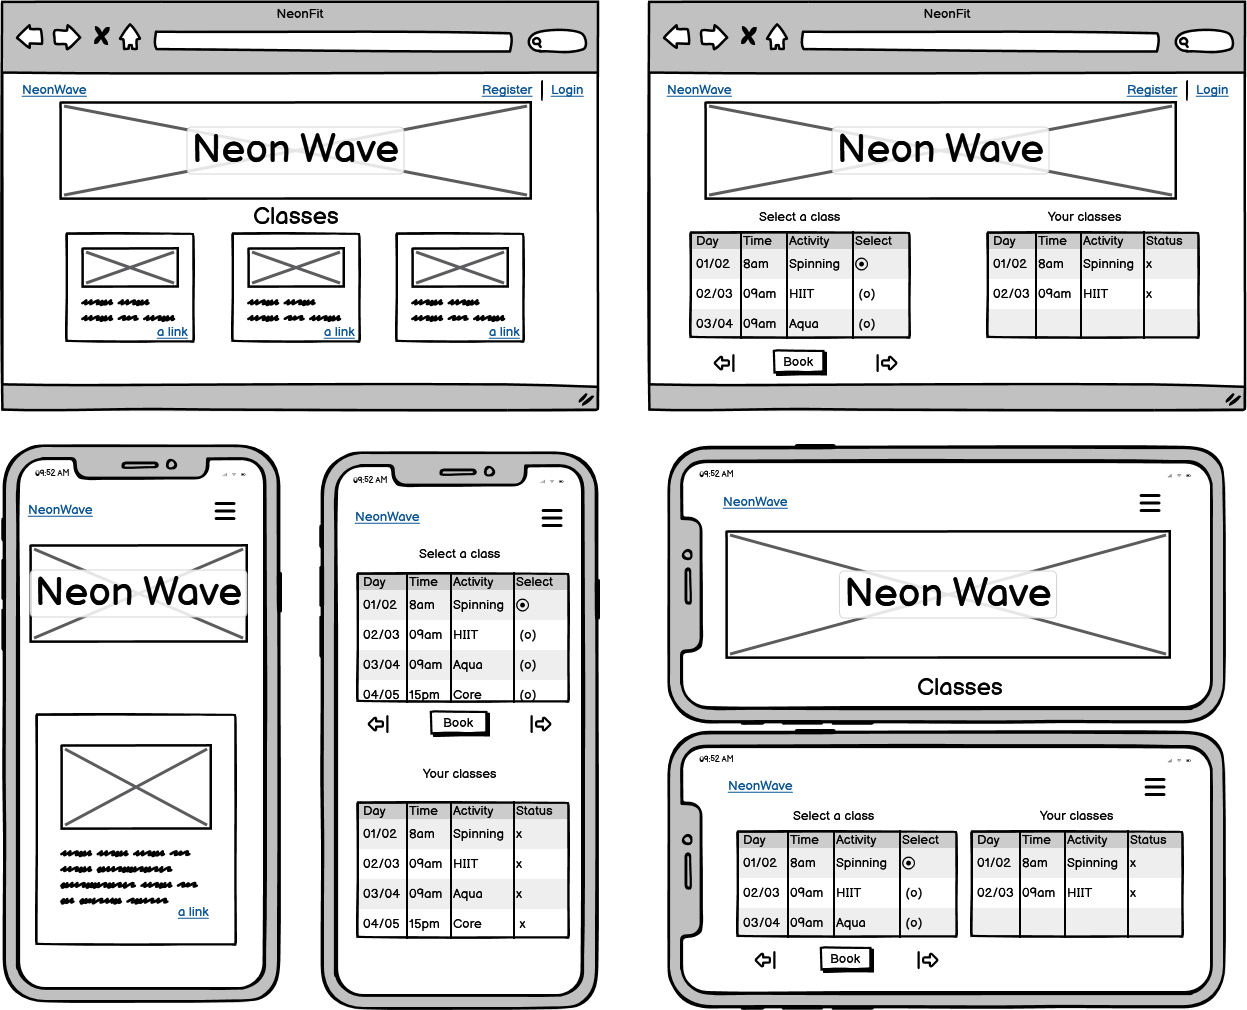 NeonFit
NeonWave Register Login
Neon Wave
Classes
a link a link a link
NeonFit
NeonWave Register Login
Neon Wave
Select a class
Day Time Activity Select
01/02 8am Spinning
02/03 09am HIIT (o)
03/04 09am Aqua (o)
Book
Your classes
Day Time Activity Status
01/02 8am Spinning x
02/03 09am HIIT x
09:52 AM
NeonWave
Neon Wave
a link
09:52 AM
NeonWave
Select a class
Day Time Activity Select
01/02 8am Spinning
02/03 09am HIIT (o)
03/04 09am Aqua (o)
04/05 15pm Core (o)
Book
Your classes
Day Time Activity Status
01/02 8am Spinning x
02/03 09am HIIT x
03/04 09am Aqua x
04/05 15pm Core x
09:52 AM
NeonWave
Neon Wave
Classes
09:52 AM
NeonWave
Select a class
Day Time Activity Select
01/02 8am Spinning
02/03 09am HIIT (o)
03/04 09am Aqua (o)
Book
Your classes
Day Time Activity Status
01/02 8am Spinning x
02/03 09am HIIT x